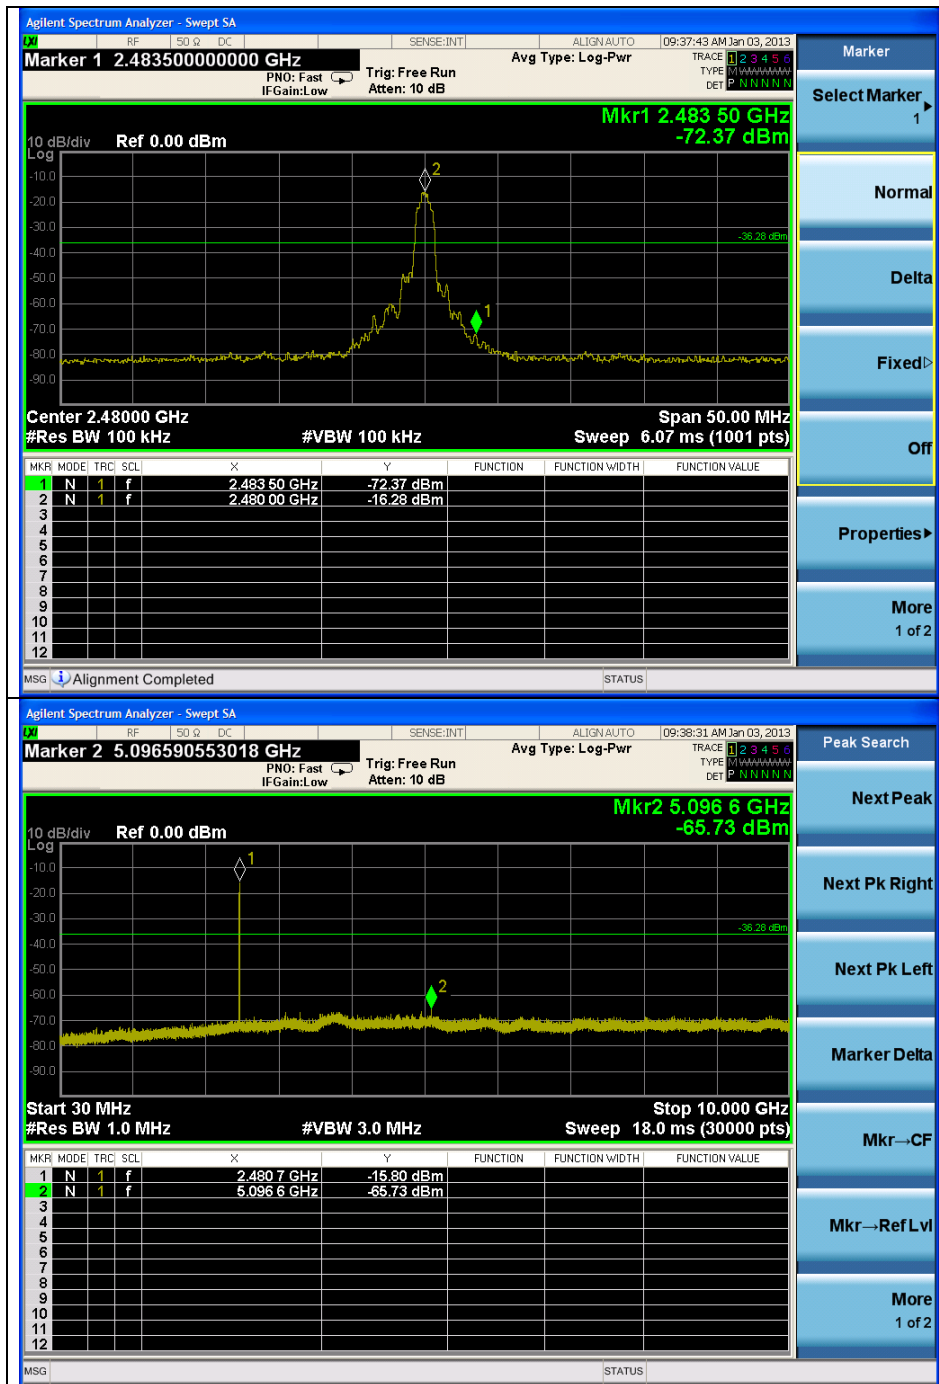 Agilent Spectrum Analyzer - Swept SA
LXI RF 50 Ω DC SENSE:INT ALIGN AUTO 09:37:43 AM Jan 03, 2013
Marker 1 2.483500000000 GHz Avg Type: Log-Pwr TRACE 1 2 3 4 5 6
PNO: Fast Trig: Free Run TYPE M WWWWW
IFGain:Low Atten: 10 dB DET P N N N N N
Marker
Select Marker
1
Normal
Delta
Fixed
Off
Properties
More
1 of 2
Mkr1 2.483 50 GHz
10 dB/div Ref 0.00 dBm -72.37 dBm
Log
-10.0
2
-20.0
-30.0
-36.28 dBm
-40.0
-50.0
-60.0
1
-70.0
-80.0
-90.0
Center 2.48000 GHz Span 50.00 MHz
#Res BW 100 kHz #VBW 100 kHz Sweep 6.07 ms (1001 pts)
MKR MODE TRC SCL X Y FUNCTION FUNCTION WIDTH FUNCTION VALUE
1 N 1 f 2.483 50 GHz -72.37 dBm
2 N 1 f 2.480 00 GHz -16.28 dBm
3
4
5
6
7
8
9
10
11
12
MSG Alignment Completed STATUS
Agilent Spectrum Analyzer - Swept SA
LXI RF 50 Ω DC SENSE:INT ALIGN AUTO 09:38:31 AM Jan 03, 2013
Marker 2 5.096590553018 GHz Avg Type: Log-Pwr TRACE 1 2 3 4 5 6
PNO: Fast Trig: Free Run TYPE M WWWWW
IFGain:Low Atten: 10 dB DET P N N N N N
Peak Search
Next Peak
Next Pk Right
Next Pk Left
Marker Delta
Mkr→CF
Mkr→Ref Lvl
More
1 of 2
Mkr2 5.096 6 GHz
10 dB/div Ref 0.00 dBm -65.73 dBm
Log
1
-10.0
-20.0
-30.0
-36.28 dBm
-40.0
-50.0
2
-60.0
-70.0
-80.0
-90.0
Start 30 MHz Stop 10.000 GHz
#Res BW 1.0 MHz #VBW 3.0 MHz Sweep 18.0 ms (30000 pts)
MKR MODE TRC SCL X Y FUNCTION FUNCTION WIDTH FUNCTION VALUE
1 N 1 f 2.480 7 GHz -15.80 dBm
2 N 1 f 5.096 6 GHz -65.73 dBm
3
4
5
6
7
8
9
10
11
12
MSG STATUS